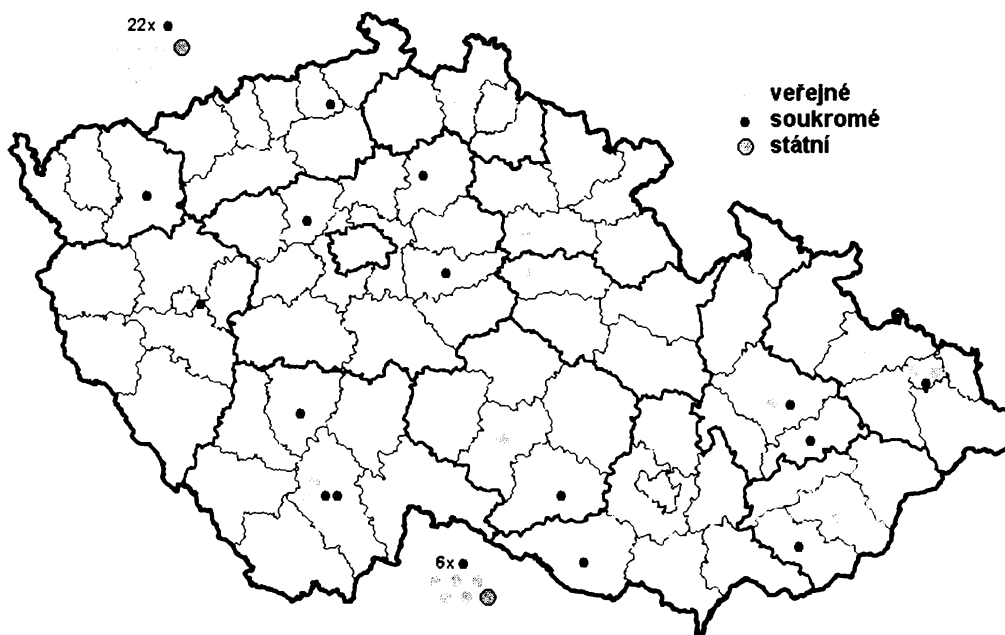 22x
veřejné
soukromé
státní
6x